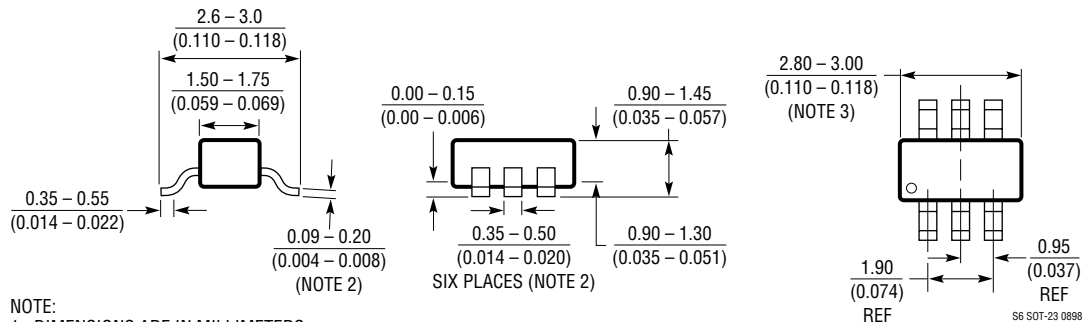 2.6 – 3.0
(0.110 – 0.118)
1.50 – 1.75
(0.059 – 0.069)
0.35 – 0.55
(0.014 – 0.022)
0.09 – 0.20
(0.004 – 0.008)
(NOTE 2)
0.00 – 0.15
(0.00 – 0.006)
0.90 – 1.45
(0.035 – 0.057)
0.35 – 0.50
(0.014 – 0.020)
SIX PLACES (NOTE 2)
0.90 – 1.30
(0.035 – 0.051)
2.80 – 3.00
(0.110 – 0.118)
(NOTE 3)
1.90
(0.074)
REF
0.95
(0.037)
REF
S6 SOT-23 0898
NOTE:
1. DIMENSIONS ARE IN MILLIMETERS